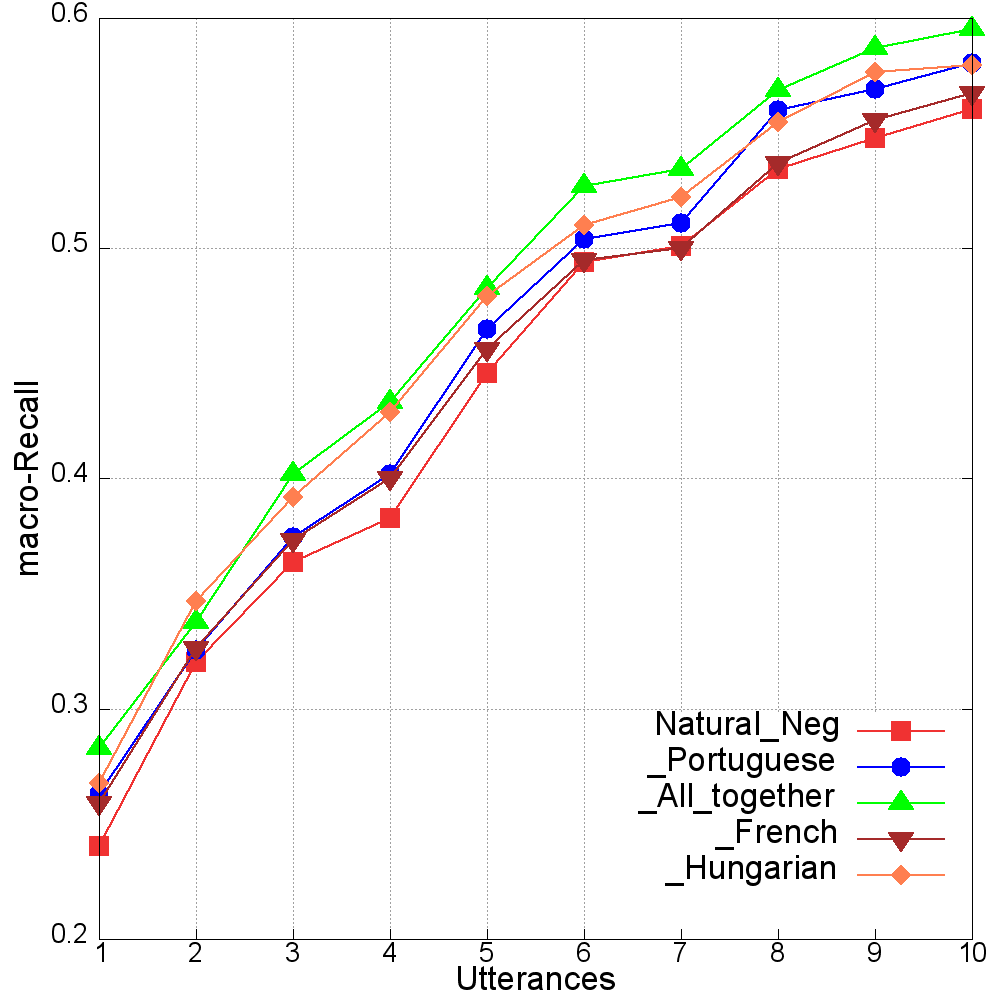 0.6
0.5
0.4
0.3
0.2
macro-Recall
Natural_Neg
_Portuguese
_All_together
_French
_Hungarian
1 2 3 4 5 6 7 8 9 10
Utterances